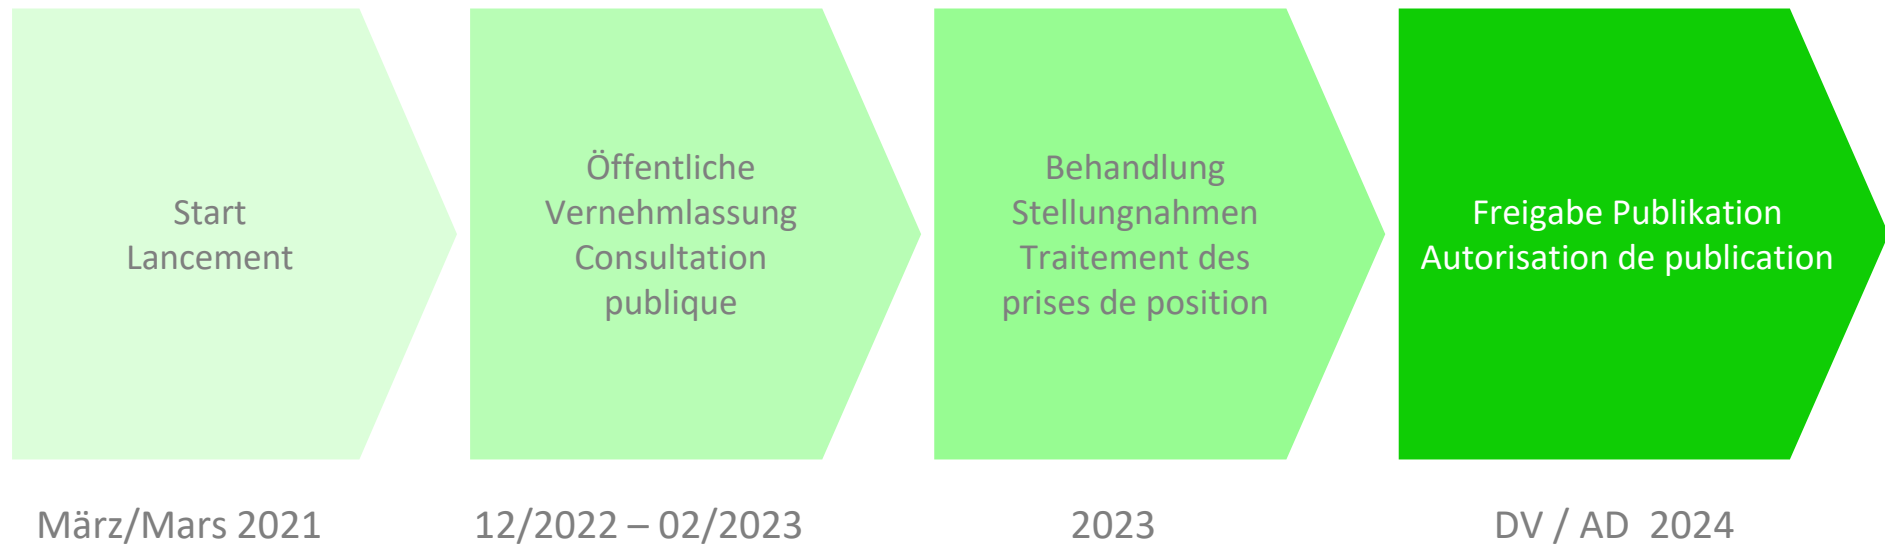 Start
Lancement
Öffentliche
Vernehmlassung
Consultation
publique
Behandlung
Stellungnahmen
Traitement des
prises de position
Freigabe Publikation
Autorisation de publication
März/Mars 2021
12/2022 – 02/2023
2023
DV / AD 2024